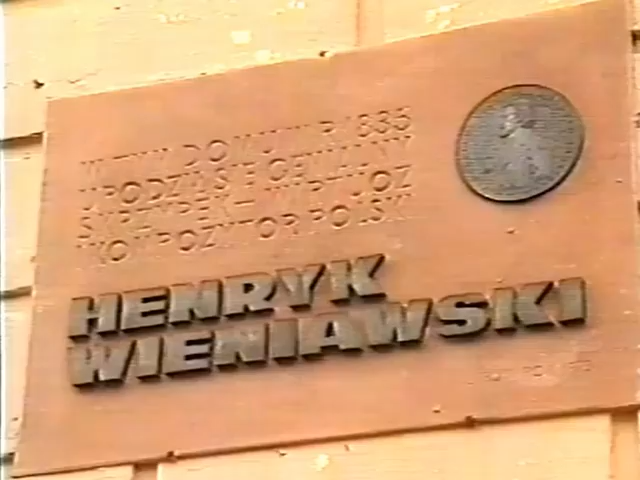 W TYM DOMU W R. 1835
URODZIŁ SIĘ GENIALNY
SKRZYPEK - WIRTUOZ
I KOMPOZYTOR POLSKI
HENRYK
WIENIAWSKI